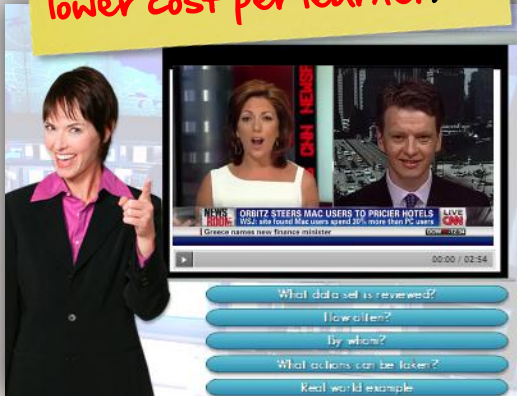 lower cost per learner.
CNN NEWSR
NEWS ROOM
ORBITZ STEERS MAC USERS TO PRICIER HOTELS
WSJ: site found Mac users spend 30% more than PC users
LIVE
CNN
Greece names new finance minister
00:00 / 02:54
What data set is reviewed?
How often?
By whom?
What actions can be taken?
Real world example